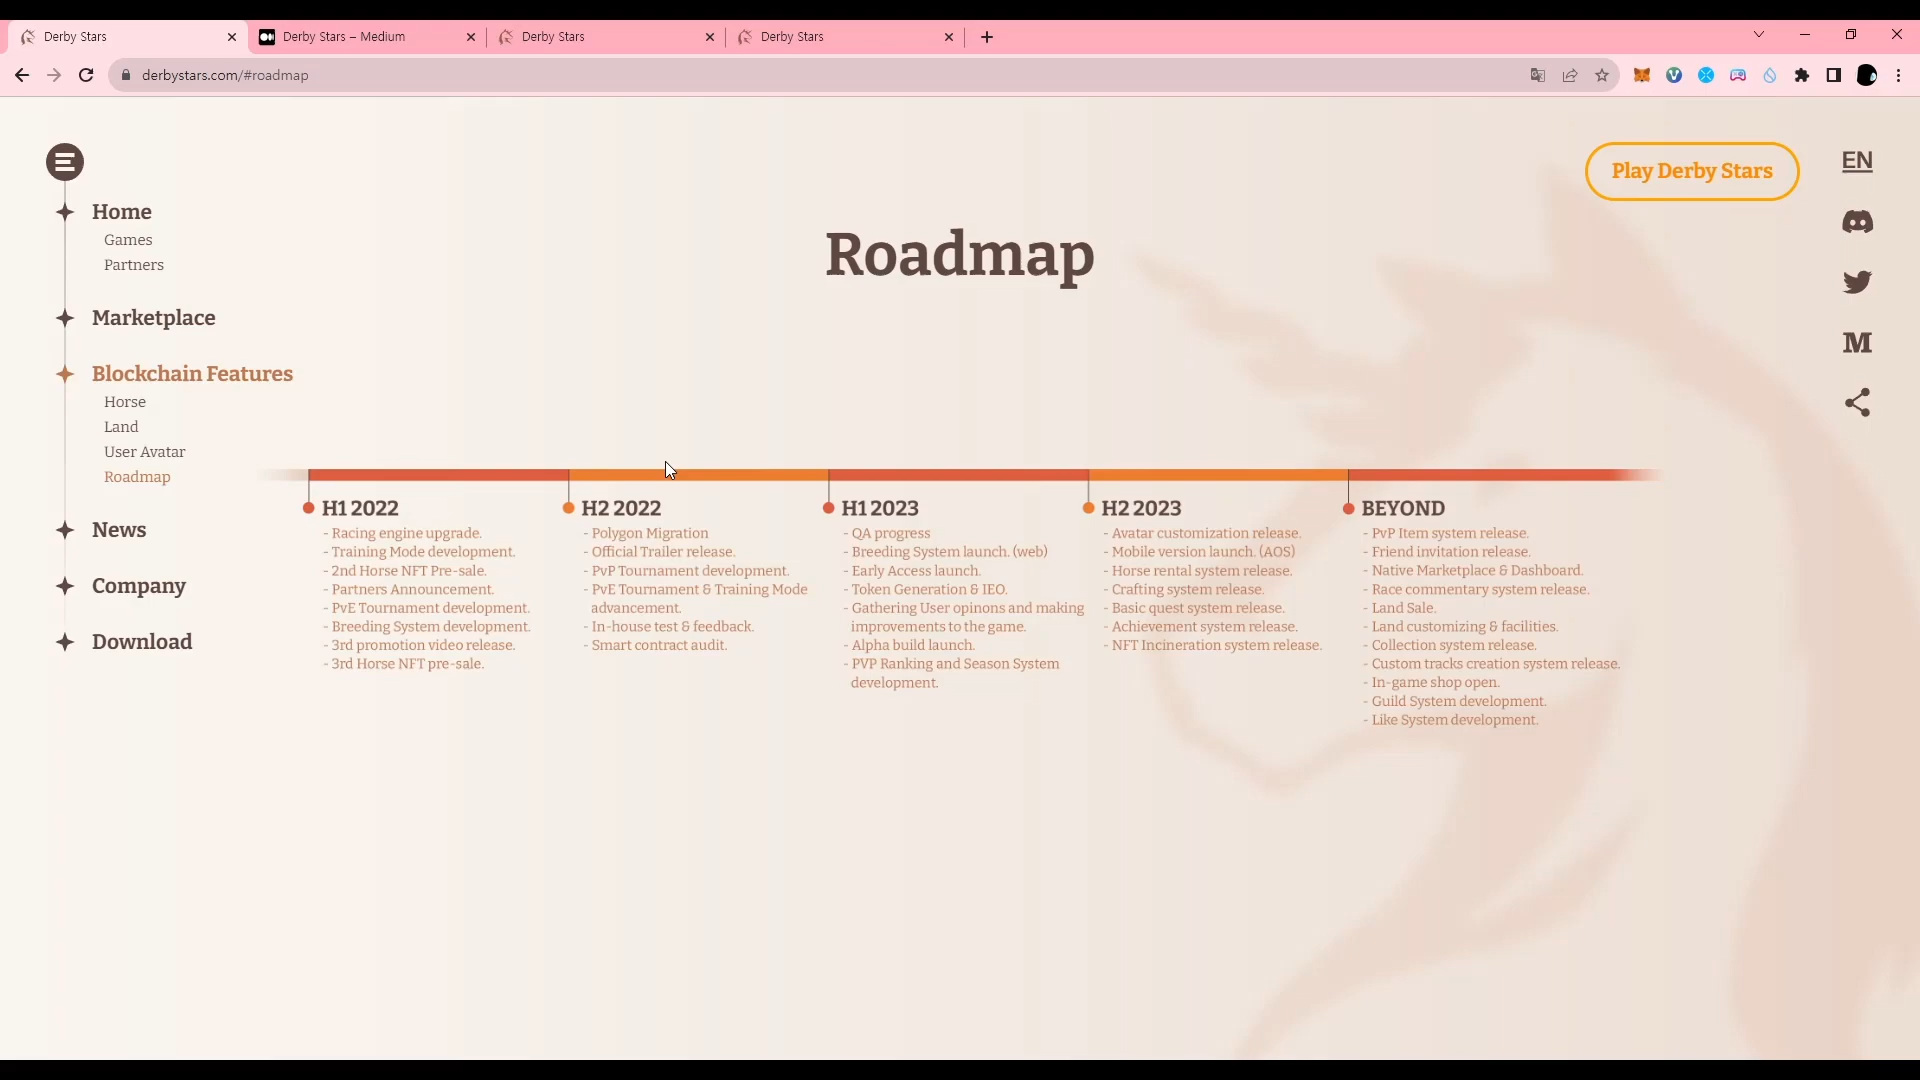 Derby Stars
Derby Stars – Medium
Derby Stars
Derby Stars
derbystars.com/#roadmap
Play Derby Stars
EN
Home
Games
Partners
Marketplace
Blockchain Features
Horse
Land
User Avatar
Roadmap
News
Company
Download
Roadmap
H1 2022
- Racing engine upgrade.
- Training Mode development.
- 2nd Horse NFT Pre-sale.
- Partners Announcement.
- PvE Tournament development.
- Breeding System development.
- 3rd promotion video release.
- 3rd Horse NFT pre-sale.
H2 2022
- Polygon Migration
- Official Trailer release.
- PvP Tournament development.
- PvE Tournament & Training Mode
advancement.
- In-house test & feedback.
- Smart contract audit.
H1 2023
- QA progress
- Breeding System launch. (web)
- Early Access launch.
- Token Generation & IEO.
- Gathering User opinons and making
improvements to the game.
- Alpha build launch.
- PVP Ranking and Season System
development.
H2 2023
- Avatar customization release.
- Mobile version launch. (AOS)
- Horse rental system release.
- Crafting system release.
- Basic quest system release.
- Achievement system release.
- NFT Incineration system release.
BEYOND
- PvP Item system release.
- Friend invitation release.
- Native Marketplace & Dashboard.
- Race commentary system release.
- Land Sale.
- Land customizing & facilities.
- Collection system release.
- Custom tracks creation system release.
- In-game shop open.
- Guild System development.
- Like System development.